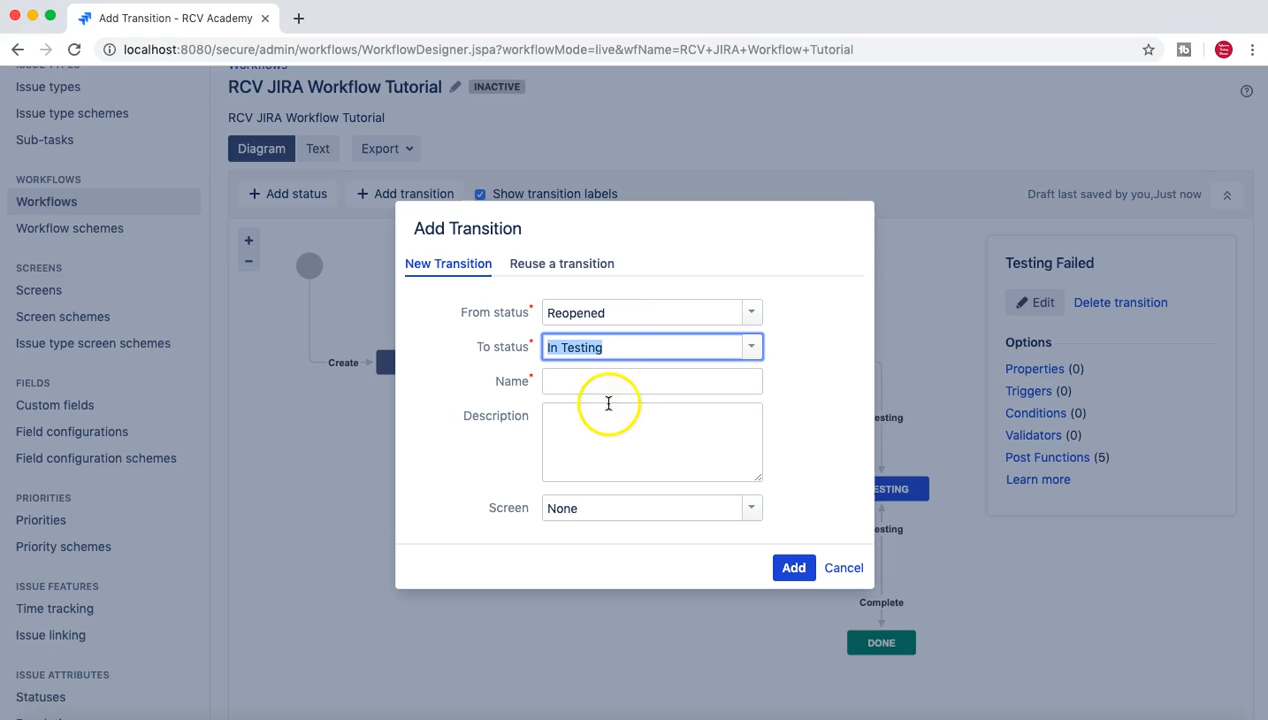 Add Transition - RCV Academy
localhost:8080/secure/admin/workflows/WorkflowDesigner.jspa?workflowMode=live&wfName=RCV+JIRA+Workflow+Tutorial
Issue types
Issue type schemes
Sub-tasks
WORKFLOWS
Workflows
Workflow schemes
SCREENS
Screens
Screen schemes
Issue type screen schemes
FIELDS
Custom fields
Field configurations
Field configuration schemes
PRIORITIES
Priorities
Priority schemes
ISSUE FEATURES
Time tracking
Issue linking
ISSUE ATTRIBUTES
Statuses
RCV JIRA Workflow Tutorial INACTIVE
RCV JIRA Workflow Tutorial
Diagram Text Export
+ Add status + Add transition Show transition labels Draft last saved by you,Just now
+
−
Create
Add Transition
New Transition Reuse a transition
From status* Reopened
To status* In Testing
Name*
Description
Screen None
Add Cancel
Complete
DONE
Testing Failed
Edit Delete transition
Options
Properties (0)
Triggers (0)
Conditions (0)
Validators (0)
Post Functions (5)
Learn more